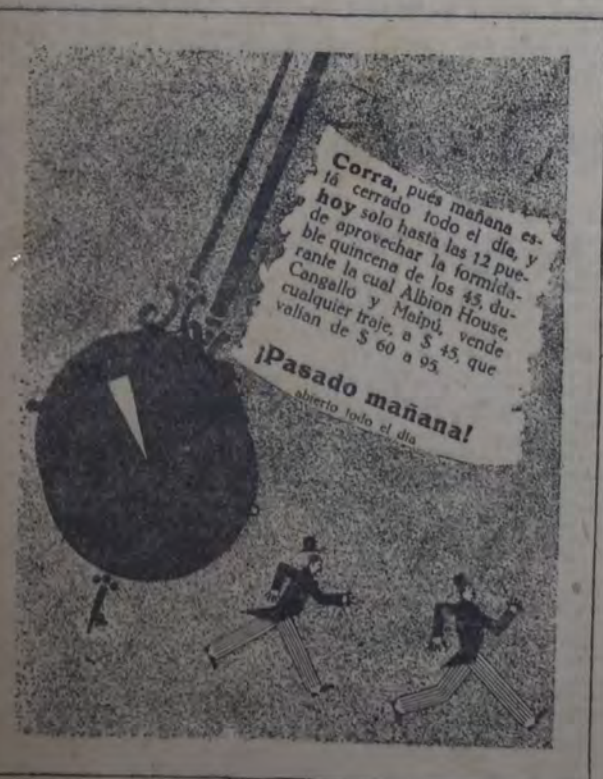 Corra, pués mañana es-
tá cerrado todo el día, y
hoy solo hasta las 12 pue-
de aprovechar la formida-
ble quincena de los 45, du-
rante la cual Albion House,
Cangallo y Maipú, vende
cualquier traje, a $ 45, que
valían de $ 60 a 95.
¡Pasado mañana!
abierto todo el día